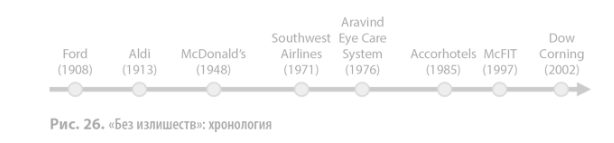 Ford
(1908)
Aldi
(1913)
McDonald's
(1948)
Southwest
Airlines
(1971)
Aravind
Eye Care
System
(1976)
Accorhotels
(1985)
McFIT
(1997)
Dow
Corning
(2002)
Рис. 26. «Без излишеств»: хронология